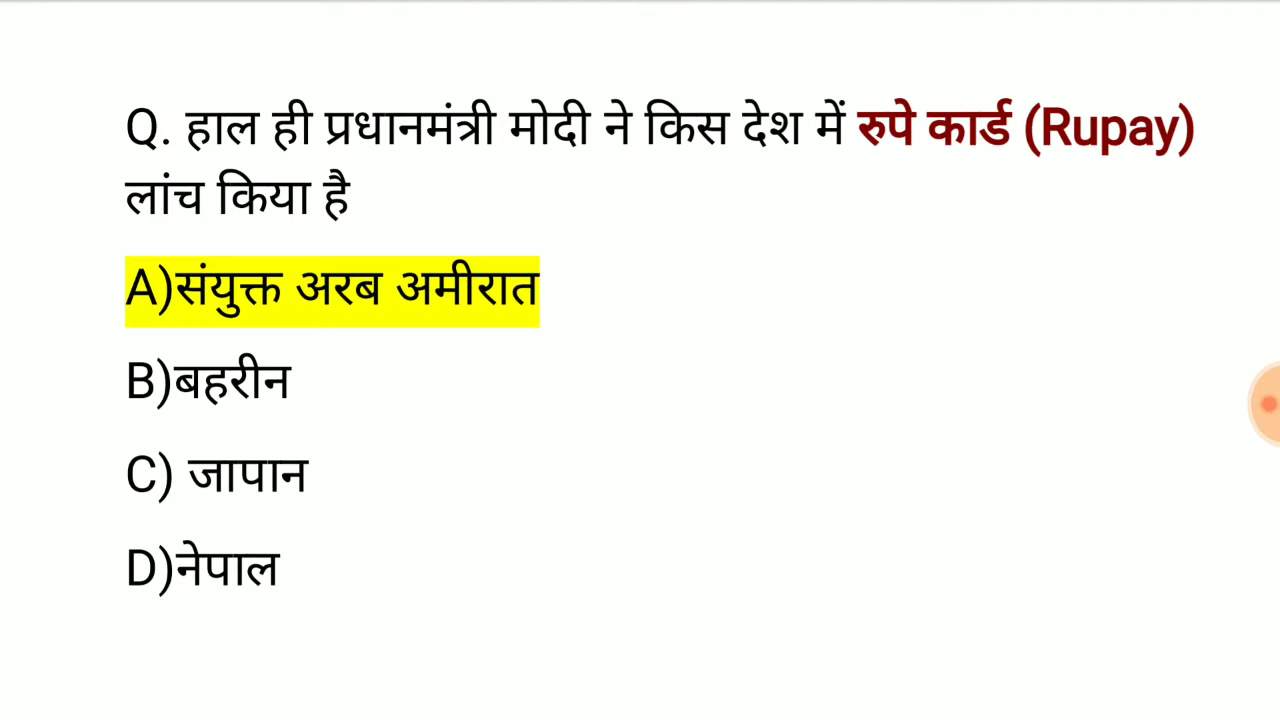 Q. हाल ही प्रधानमंत्री मोदी ने किस देश में रुपे कार्ड (Rupay)
लांच किया है
A)संयुक्त अरब अमीरात
B)बहरीन
C) जापान
D)नेपाल